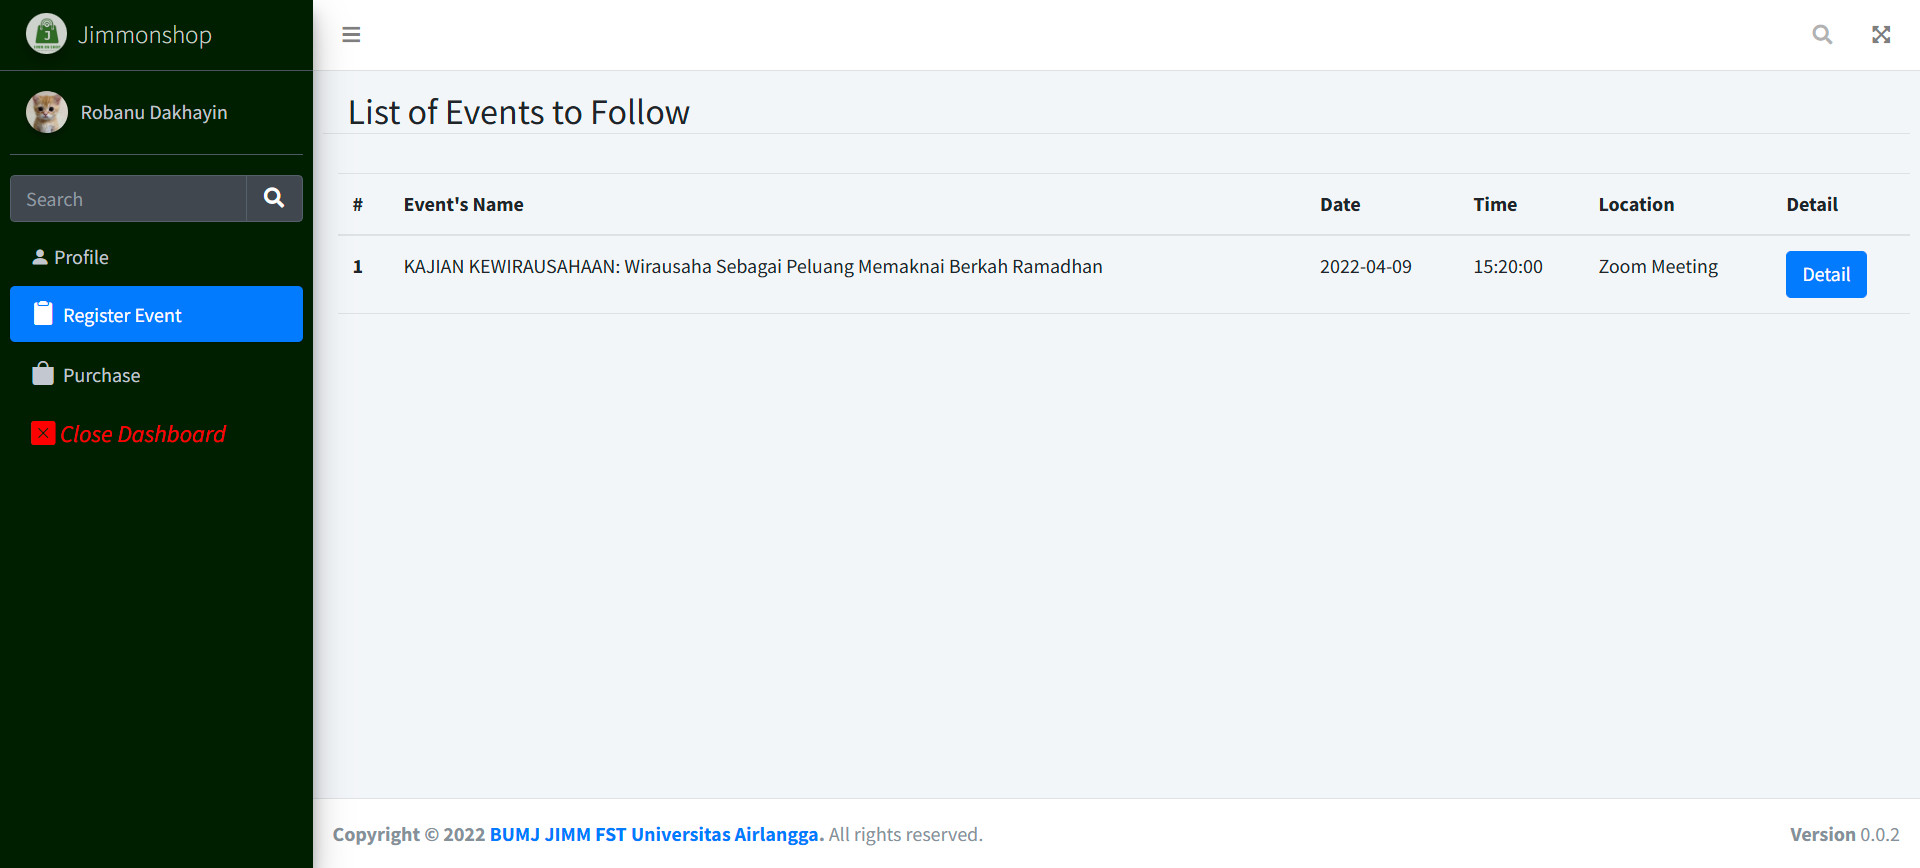 Jimmonshop
Robanu Dakhayin
Search
Profile
Register Event
Purchase
Close Dashboard
List of Events to Follow
# Event's Name Date Time Location Detail
1 KAJIAN KEWIRAUSAHAAN: Wirausaha Sebagai Peluang Memaknai Berkah Ramadhan 2022-04-09 15:20:00 Zoom Meeting Detail
Copyright © 2022 BUMJ JIMM FST Universitas Airlangga. All rights reserved. Version 0.0.2